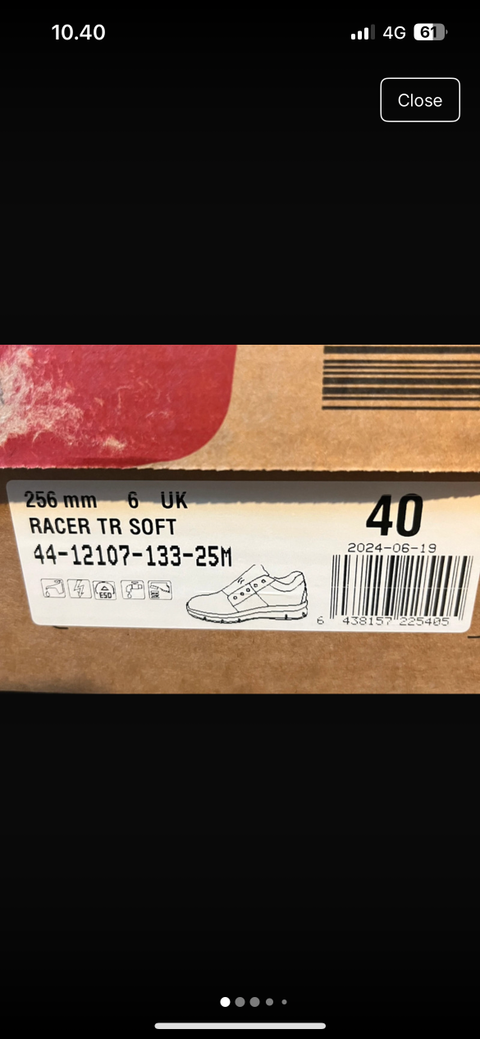 10.40
4G 61
Close
256 mm 6 UK
40
RACER TR SOFT
2024-06-19
44-12107-133-25M
ESD
6 438157 225405